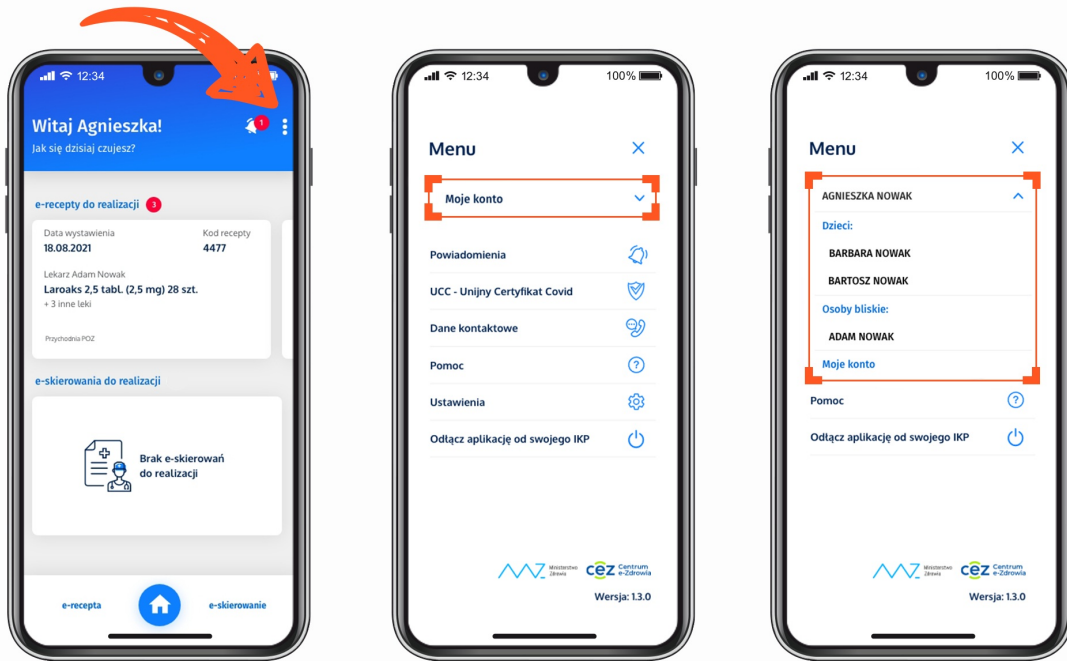 12:34
Witaj Agnieszka!
1
Jak się dzisiaj czujesz?
e-recepty do realizacji 3
Data wystawienia Kod recepty
18.08.2021 4477
Lekarz Adam Nowak
Laroaks 2,5 tabl. (2,5 mg) 28 szt.
+ 3 inne leki
Przychodnia POZ
e-skierowania do realizacji
Brak e-skierowań
do realizacji
e-recepta e-skierowanie
12:34 100%
Menu
Moje konto
Powiadomienia
UCC - Unijny Certyfikat Covid
Dane kontaktowe
Pomoc
Ustawienia
Odłącz aplikację od swojego IKP
Ministerstwo
Zdrowia
cez Centrum
e-Zdrowia
Wersja: 1.3.0
12:34 100%
Menu
AGNIESZKA NOWAK
Dzieci:
BARBARA NOWAK
BARTOSZ NOWAK
Osoby bliskie:
ADAM NOWAK
Moje konto
Pomoc
Odłącz aplikację od swojego IKP
Ministerstwo
Zdrowia
cez Centrum
e-Zdrowia
Wersja: 1.3.0